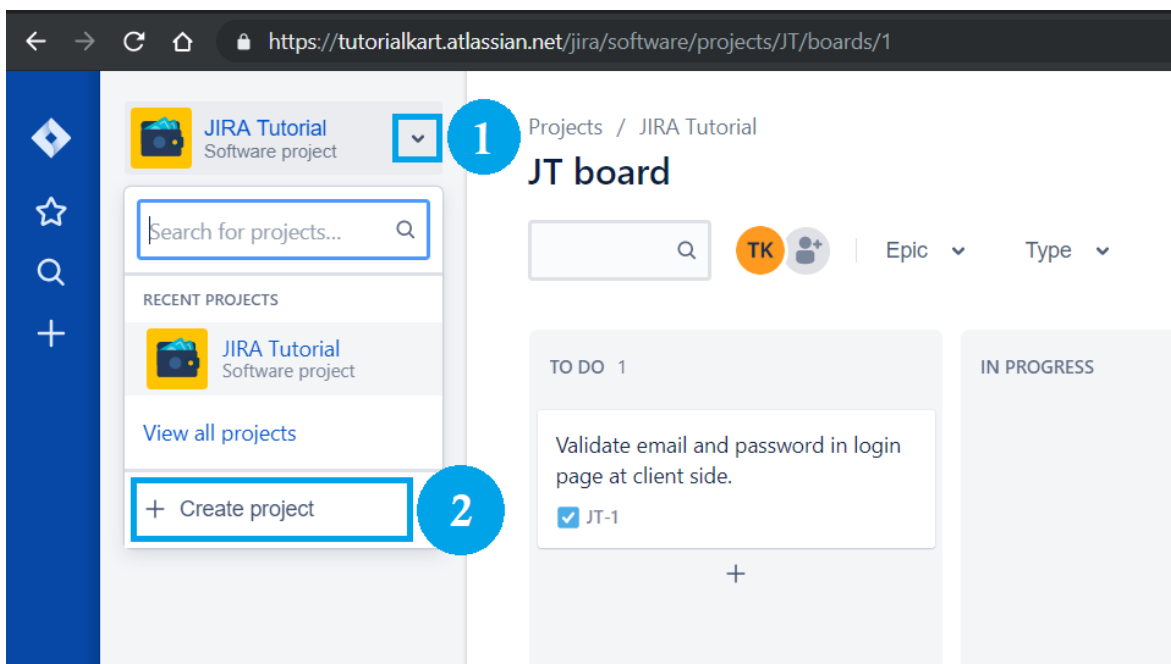 https://tutorialkart.atlassian.net/jira/software/projects/JT/boards/1
JIRA Tutorial
Software project
1
Search for projects...
RECENT PROJECTS
JIRA Tutorial
Software project
View all projects
+ Create project
2
Projects / JIRA Tutorial
JT board
TK
Epic
Type
TO DO 1
Validate email and password in login
page at client side.
JT-1
IN PROGRESS